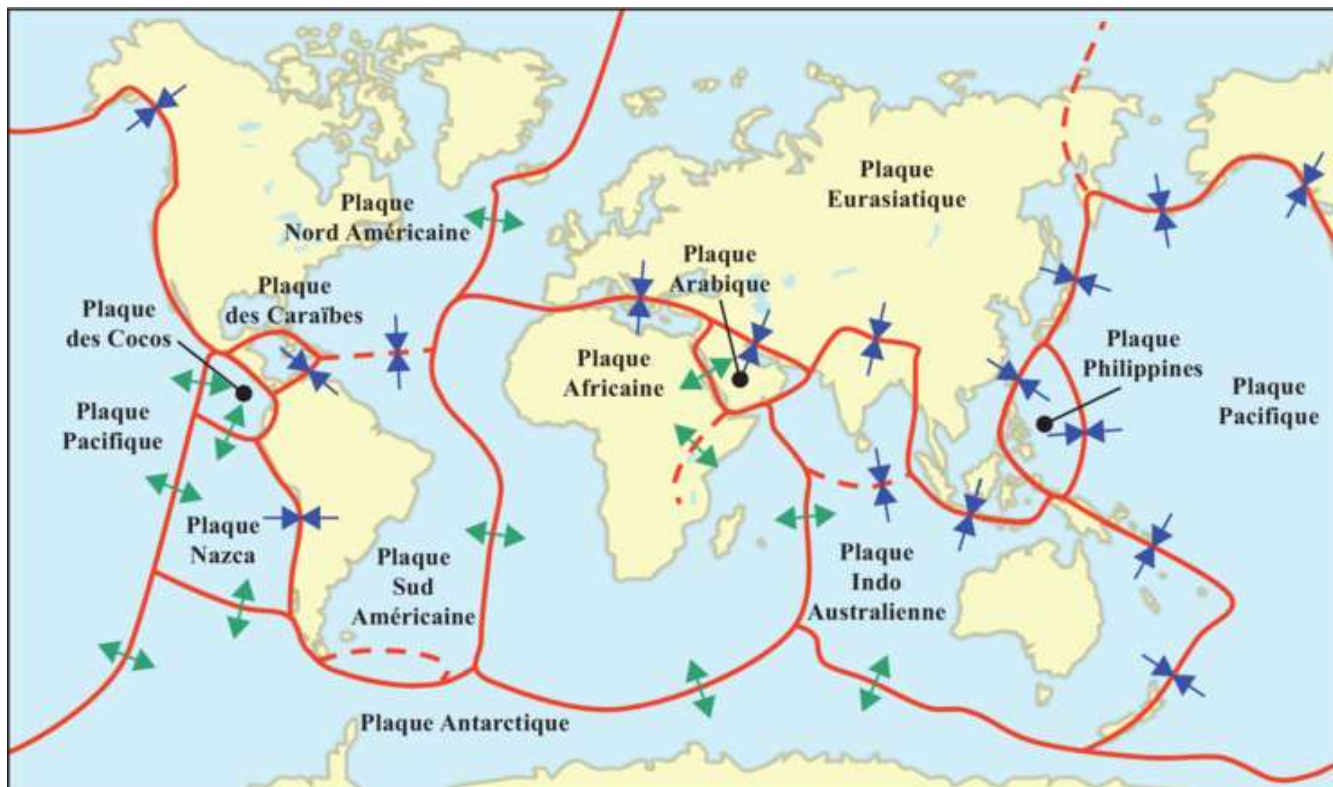 Plaque
Nord Américaine
Plaque
Eurasiatique
Plaque
Arabique
Plaque
des Caraïbes
Plaque
des Cocos
Plaque
Africaine
Plaque
Philippines
Plaque
Pacifique
Plaque
Pacifique
Plaque
Nazca
Plaque
Sud
Américaine
Plaque
Indo
Australienne
Plaque Antarctique